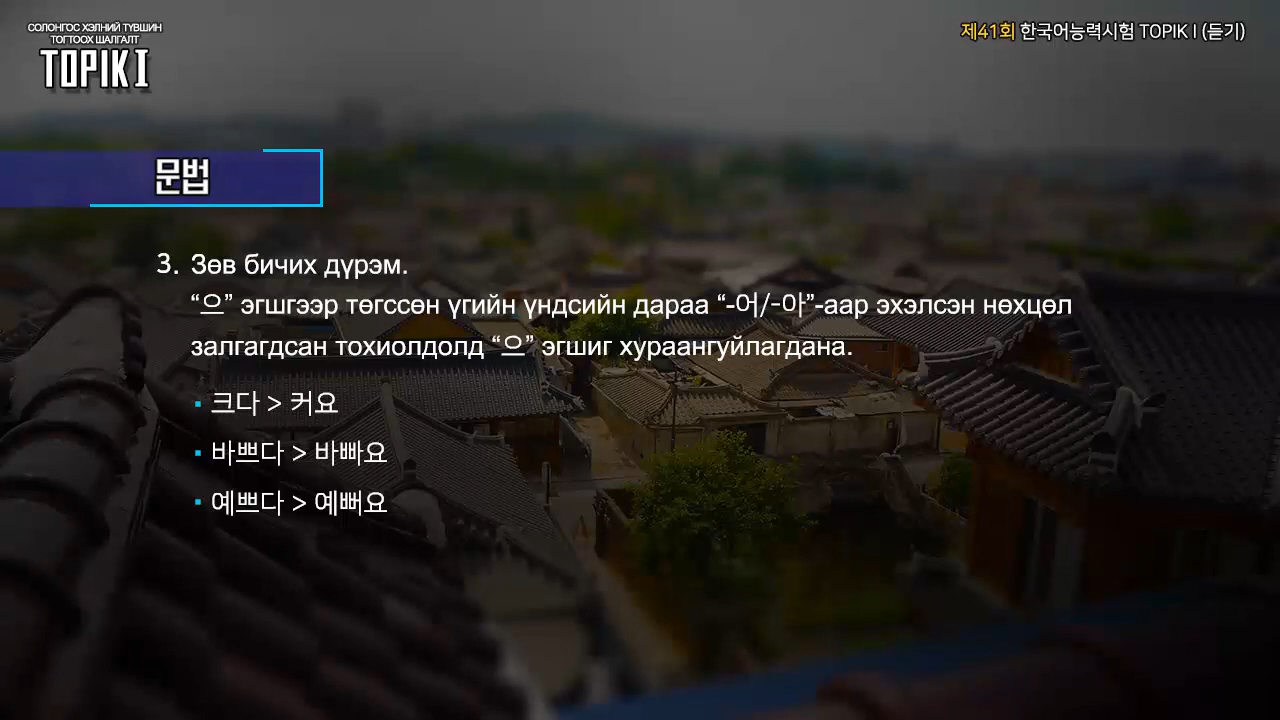 СОЛОНГОС ХЭЛНИЙ ТҮВШИН
ТОГТООХ ШАЛГАЛТ
TOPIK I
제41회 한국어능력시험 TOPIK I (듣기)
문법
3. Зөв бичих дүрэм.
“으” эгшгээр төгссөн үгийн үндсийн дараа “-어/-아”-аар эхэлсэн нөхцөл
залгагдсан тохиолдолд “으” эгшиг хураангуйлагдана.
▪ 크다 > 커요
▪ 바쁘다 > 바빠요
▪ 예쁘다 > 예뻐요